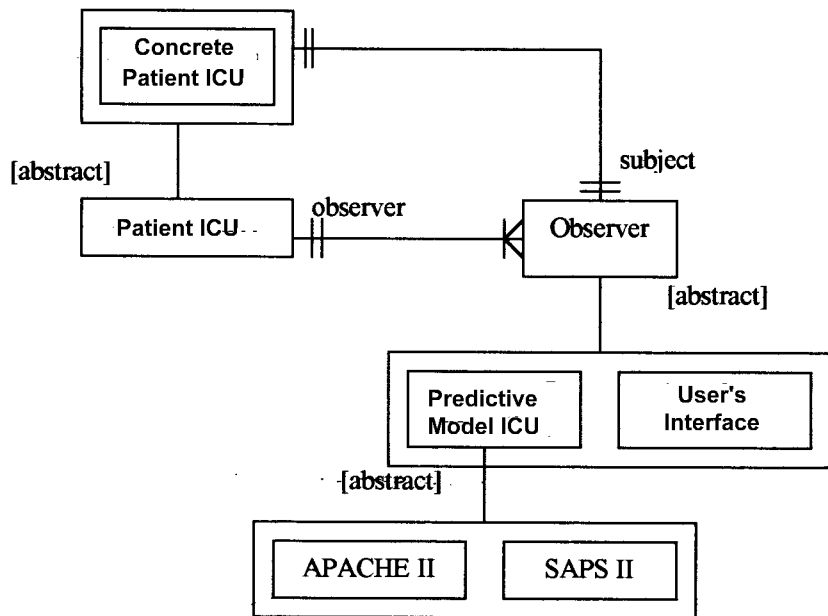 Concrete
Patient ICU
[abstract]
subject
Patient ICU
observer
Observer
[abstract]
Predictive
Model ICU
User's
Interface
[abstract]
APACHE II
SAPS II